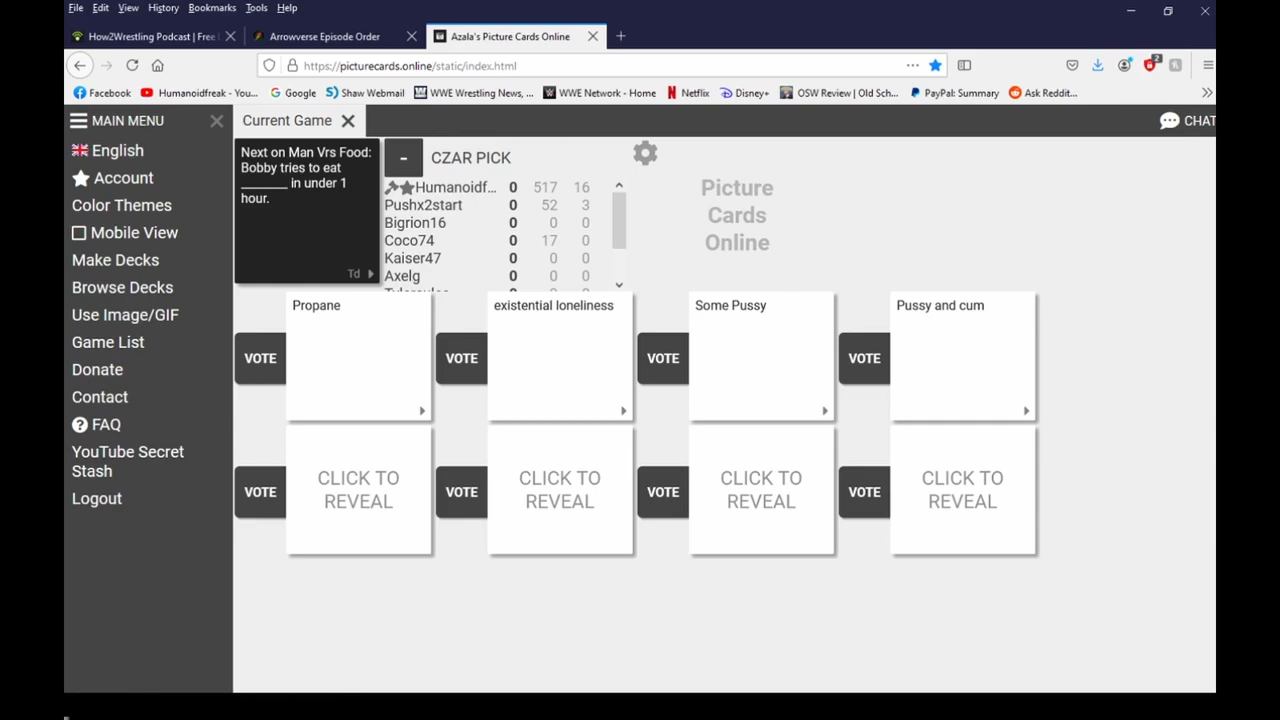 File Edit View History Bookmarks Tools Help
How2Wrestling Podcast | Free
Arrowverse Episode Order
Azala's Picture Cards Online
https://picturecards.online/static/index.html
2
Facebook Humanoidfreak - You... Google Shaw Webmail WWE Wrestling News, ... WWE Network - Home Netflix Disney+ OSW Review | Old Sch... PayPal: Summary Ask Reddit...
MAIN MENU
Current Game
CHAT
English
Account
Color Themes
Mobile View
Make Decks
Browse Decks
Use Image/GIF
Game List
Donate
Contact
FAQ
YouTube Secret
Stash
Logout
Next on Man Vrs Food:
Bobby tries to eat
_______ in under 1
hour.
Td
- CZAR PICK
Humanoidf... 0 517 16
Pushx2start 0 52 3
Bigrion16 0 0 0
Coco74 0 17 0
Kaiser47 0 0 0
Axelg 0 0 0
Picture
Cards
Online
VOTE Propane
VOTE existential loneliness
VOTE Some Pussy
VOTE Pussy and cum
VOTE CLICK TO
REVEAL
VOTE CLICK TO
REVEAL
VOTE CLICK TO
REVEAL
VOTE CLICK TO
REVEAL